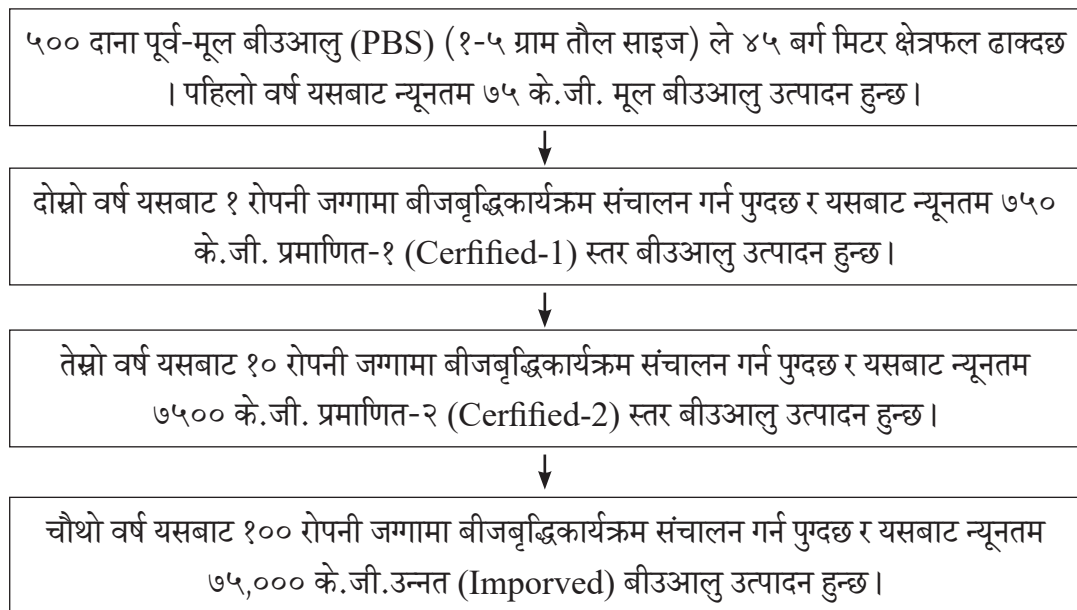 ५०० दाना पूर्व-मूल बीउआलु (PBS) (१-५ ग्राम तौल साइज) ले ४५ बर्ग मिटर क्षेत्रफल ढाक्दछ
। पहिलो वर्ष यसबाट न्यूनतम ७५ के.जी. मूल बीउआलु उत्पादन हुन्छ।
दोस्रो वर्ष यसबाट १ रोपनी जग्गामा बीजबृद्धिकार्यक्रम संचालन गर्न पुग्दछ र यसबाट न्यूनतम ७५०
के.जी. प्रमाणित-१ (Cerfified-1) स्तर बीउआलु उत्पादन हुन्छ।
तेस्रो वर्ष यसबाट १० रोपनी जग्गामा बीजबृद्धिकार्यक्रम संचालन गर्न पुग्दछ र यसबाट न्यूनतम
७५०० के.जी. प्रमाणित-२ (Cerfified-2) स्तर बीउआलु उत्पादन हुन्छ।
चौथो वर्ष यसबाट १०० रोपनी जग्गामा बीजबृद्धिकार्यक्रम संचालन गर्न पुग्दछ र यसबाट न्यूनतम
७५,००० के.जी.उन्नत (Imporved) बीउआलु उत्पादन हुन्छ।